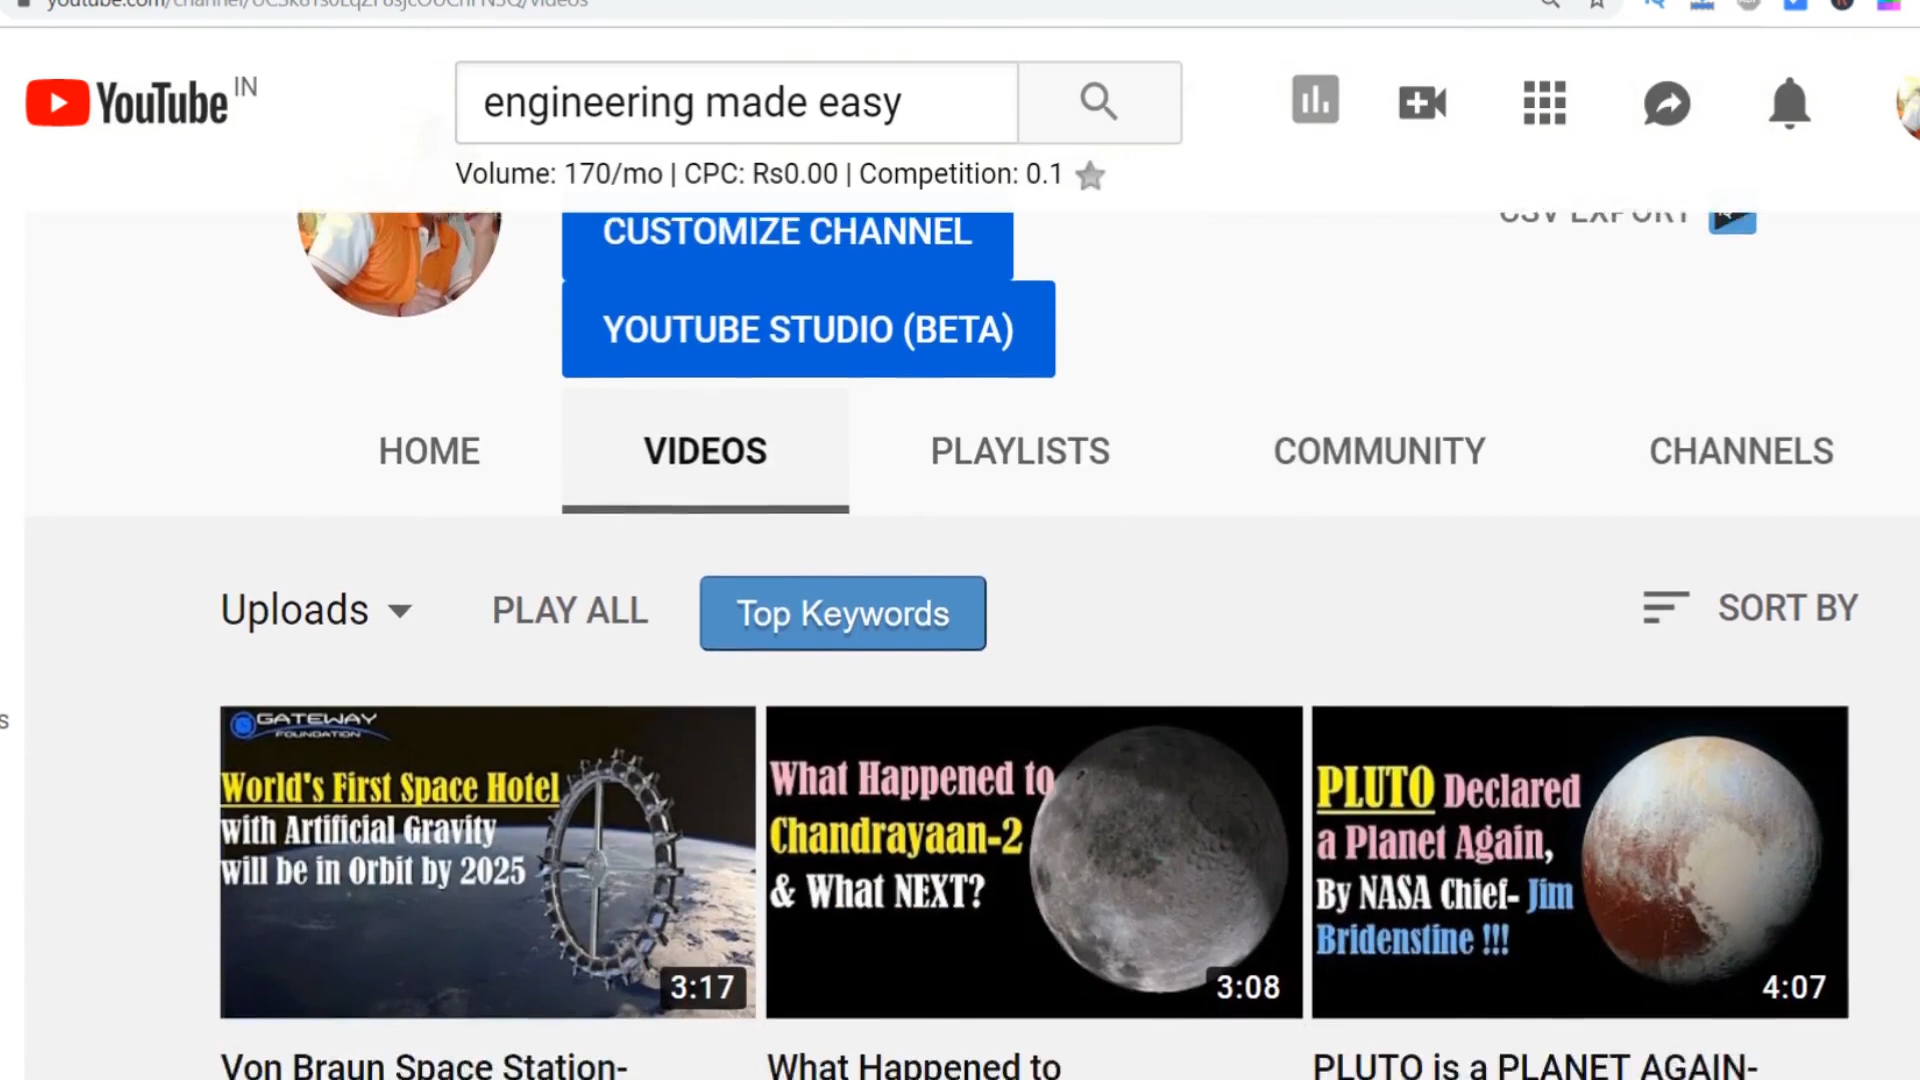 YouTube IN
engineering made easy
Volume: 170/mo | CPC: Rs0.00 | Competition: 0.1
CUSTOMIZE CHANNEL
CSV EXPORT
YOUTUBE STUDIO (BETA)
HOME
VIDEOS
PLAYLISTS
COMMUNITY
CHANNELS
Uploads
PLAY ALL
Top Keywords
SORT BY
GATEWAY
FOUNDATION
World's First Space Hotel
with Artificial Gravity
will be in Orbit by 2025
3:17
What Happened to
Chandrayaan-2
& What NEXT?
3:08
PLUTO Declared
a Planet Again,
By NASA Chief- Jim
Bridenstine !!!
4:07
Von Braun Space Station-
What Happened to
PLUTO is a PLANET AGAIN-